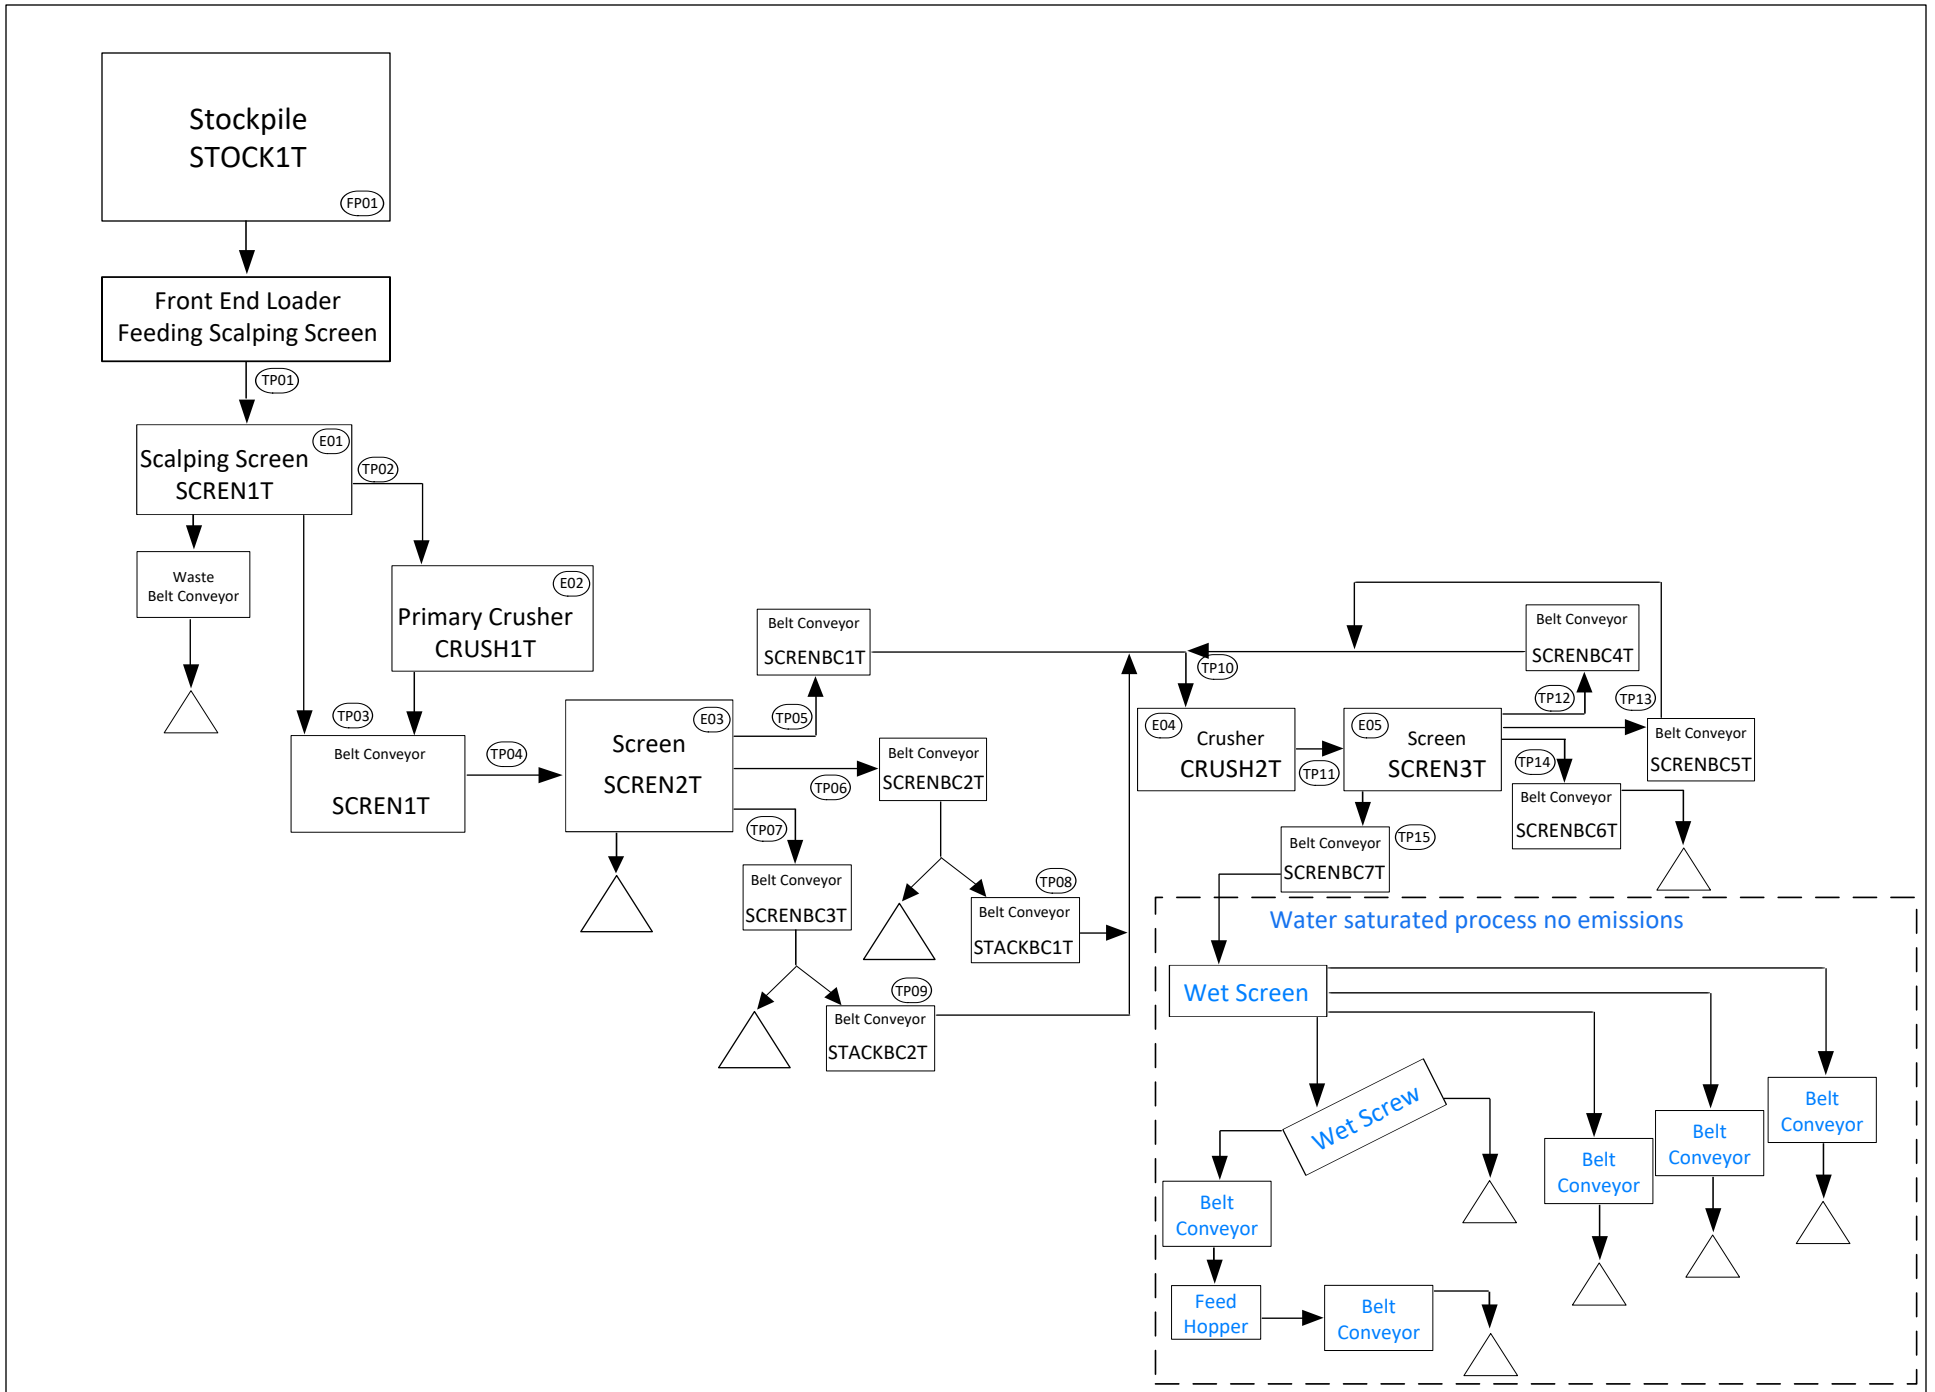 Stockpile
STOCK1T
FP01
Front End Loader
Feeding Scalping Screen
TP01
E01
Scalping Screen
SCREN1T
TP02
Waste
Belt Conveyor
E02
Primary Crusher
CRUSH1T
TP03
Belt Conveyor
SCREN1T
TP04
E03
Screen
SCREN2T
TP05
Belt Conveyor
SCRENBC1T
TP06
Belt Conveyor
SCRENBC2T
TP07
Belt Conveyor
SCRENBC3T
TP08
Belt Conveyor
STACKBC1T
TP09
Belt Conveyor
STACKBC2T
TP10
E04
Crusher
CRUSH2T
TP11
E05
Screen
SCREN3T
TP12
Belt Conveyor
SCRENBC4T
TP13
Belt Conveyor
SCRENBC5T
TP14
Belt Conveyor
SCRENBC6T
TP15
Belt Conveyor
SCRENBC7T
Water saturated process no emissions
Wet Screen
Wet Screw
Belt
Conveyor
Belt
Conveyor
Belt
Conveyor
Belt
Conveyor
Feed
Hopper
Belt
Conveyor